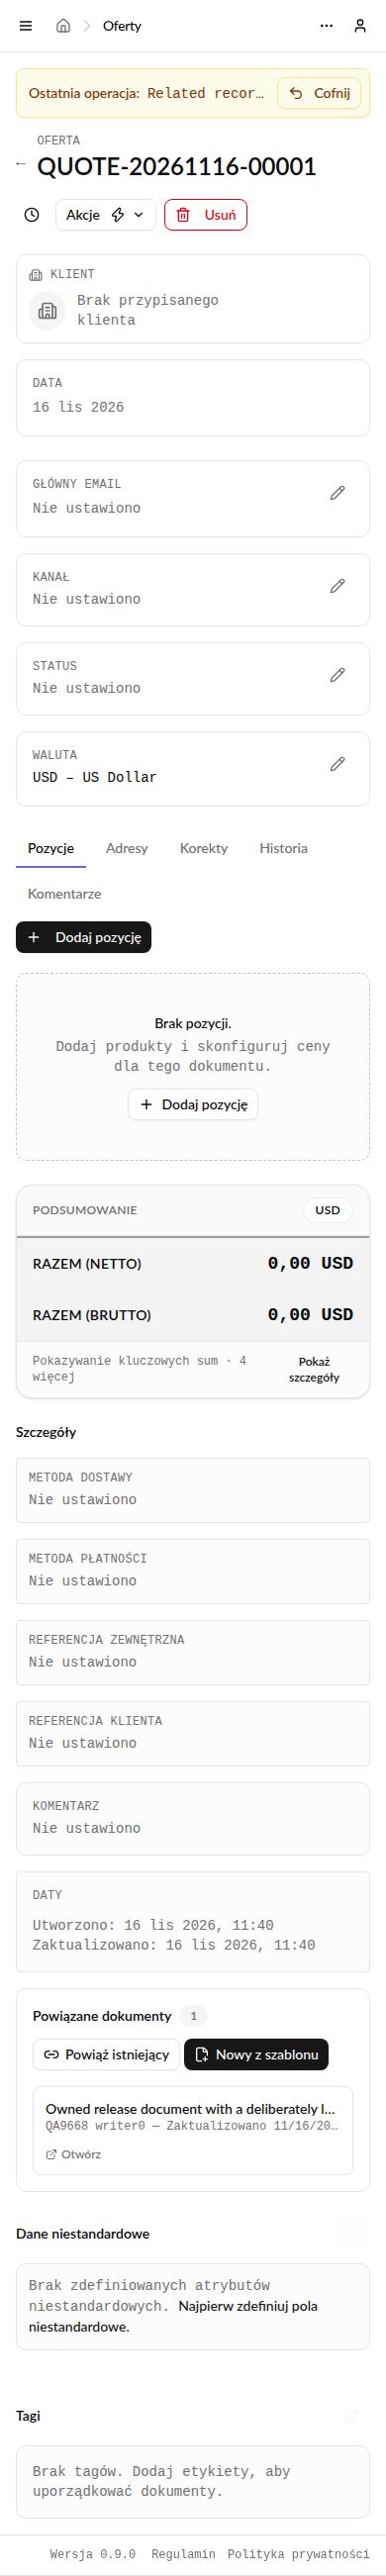 Oferty
Ostatnia operacja: Related recor… Cofnij
OFERTA
← QUOTE-20261116-00001
Akcje Usuń
KLIENT
Brak przypisanego
klienta
DATA
16 lis 2026
GŁÓWNY EMAIL
Nie ustawiono
KANAŁ
Nie ustawiono
STATUS
Nie ustawiono
WALUTA
USD – US Dollar
Pozycje Adresy Korekty Historia
Komentarze
+ Dodaj pozycję
Brak pozycji.
Dodaj produkty i skonfiguruj ceny
dla tego dokumentu.
+ Dodaj pozycję
PODSUMOWANIE USD
RAZEM (NETTO) 0,00 USD
RAZEM (BRUTTO) 0,00 USD
Pokazywanie kluczowych sum · 4
więcej
Pokaż
szczegóły
Szczegóły
METODA DOSTAWY
Nie ustawiono
METODA PŁATNOŚCI
Nie ustawiono
REFERENCJA ZEWNĘTRZNA
Nie ustawiono
REFERENCJA KLIENTA
Nie ustawiono
KOMENTARZ
Nie ustawiono
DATY
Utworzono: 16 lis 2026, 11:40
Zaktualizowano: 16 lis 2026, 11:40
Powiązane dokumenty 1
Powiąż istniejący Nowy z szablonu
Owned release document with a deliberately l…
QA9668 writer0 — Zaktualizowano 11/16/20…
Otwórz
Dane niestandardowe
Brak zdefiniowanych atrybutów
niestandardowych. Najpierw zdefiniuj pola
niestandardowe.
Tagi
Brak tagów. Dodaj etykiety, aby
uporządkować dokumenty.
Wersja 0.9.0 Regulamin Polityka prywatności